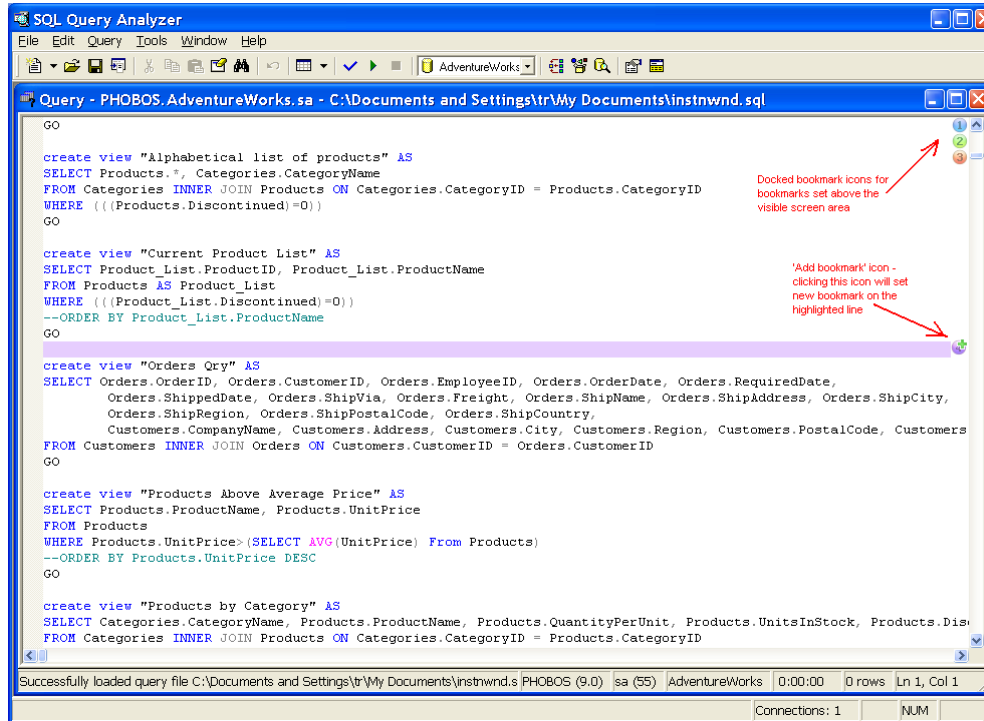 SQL Query Analyzer
File Edit Query Tools Window Help
AdventureWorks
Query - PHOBOS.AdventureWorks.sa - C:\Documents and Settings\tr\My Documents\instnwnd.sql
GO
1
2
3
create view "Alphabetical list of products" AS
SELECT Products.*, Categories.CategoryName
FROM Categories INNER JOIN Products ON Categories.CategoryID = Products.CategoryID
WHERE (((Products.Discontinued)=0))
GO
Docked bookmark icons for
bookmarks set above the
visible screen area
create view "Current Product List" AS
SELECT Product_List.ProductID, Product_List.ProductName
FROM Products AS Product_List
WHERE (((Product_List.Discontinued)=0))
--ORDER BY Product_List.ProductName
GO
'Add bookmark' icon -
clicking this icon will set
new bookmark on the
highlighted line
create view "Orders Qry" AS
SELECT Orders.OrderID, Orders.CustomerID, Orders.EmployeeID, Orders.OrderDate, Orders.RequiredDate,
Orders.ShippedDate, Orders.ShipVia, Orders.Freight, Orders.ShipName, Orders.ShipAddress, Orders.ShipCity,
Orders.ShipRegion, Orders.ShipPostalCode, Orders.ShipCountry,
Customers.CompanyName, Customers.Address, Customers.City, Customers.Region, Customers.PostalCode, Customers
FROM Customers INNER JOIN Orders ON Customers.CustomerID = Orders.CustomerID
GO
create view "Products Above Average Price" AS
SELECT Products.ProductName, Products.UnitPrice
FROM Products
WHERE Products.UnitPrice>(SELECT AVG(UnitPrice) From Products)
--ORDER BY Products.UnitPrice DESC
GO
create view "Products by Category" AS
SELECT Categories.CategoryName, Products.ProductName, Products.QuantityPerUnit, Products.UnitsInStock, Products.Dis
FROM Categories INNER JOIN Products ON Categories.CategoryID = Products.CategoryID
Successfully loaded query file C:\Documents and Settings\tr\My Documents\instnwnd.s PHOBOS (9.0) sa (55) AdventureWorks 0:00:00 0 rows Ln 1, Col 1
Connections: 1 NUM